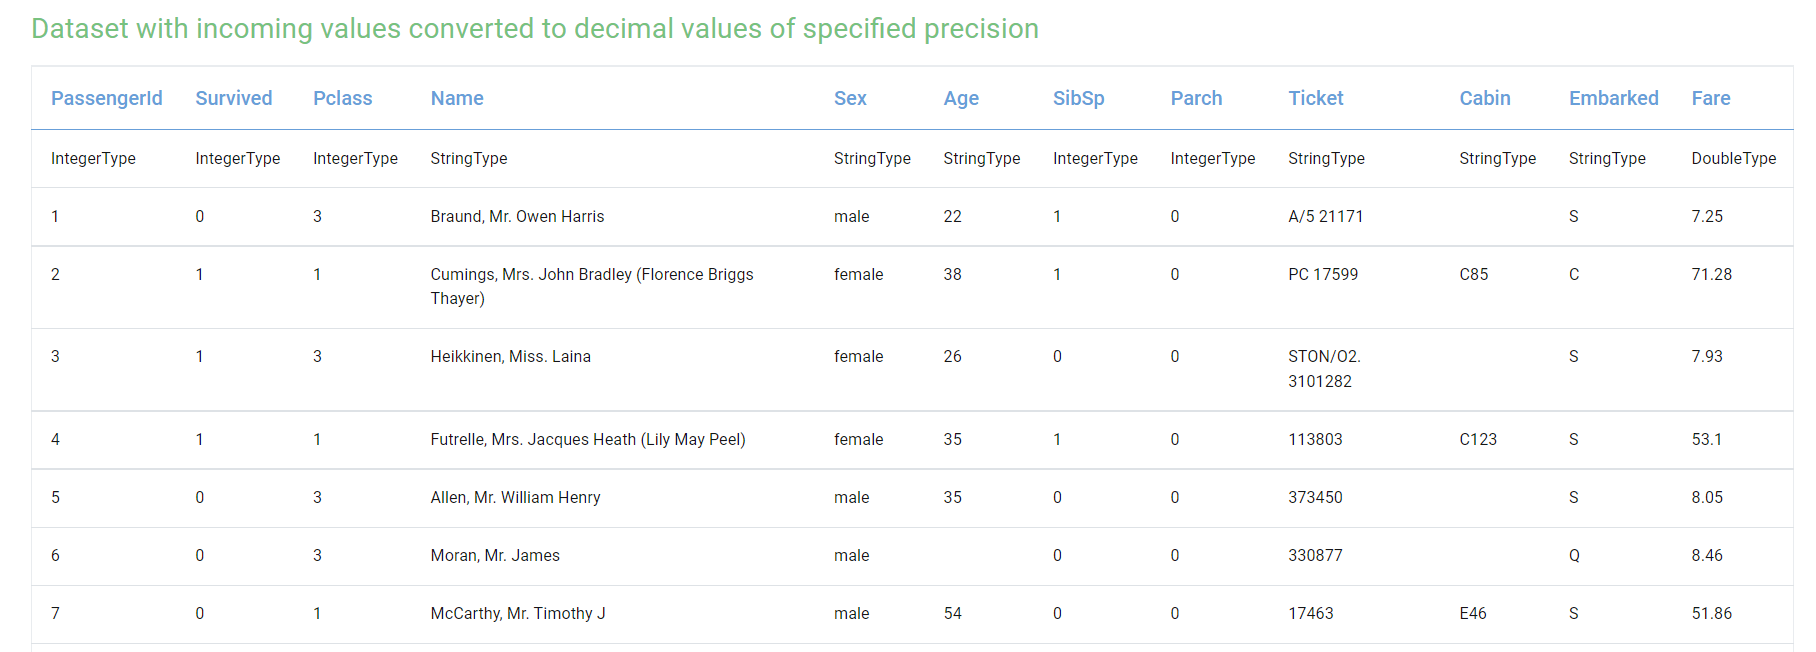 Dataset with incoming values converted to decimal values of specified precision
PassengerId Survived Pclass Name Sex Age SibSp Parch Ticket Cabin Embarked Fare
IntegerType IntegerType IntegerType StringType StringType StringType IntegerType IntegerType StringType StringType StringType DoubleType
1 0 3 Braund, Mr. Owen Harris male 22 1 0 A/5 21171 S 7.25
2 1 1 Cumings, Mrs. John Bradley (Florence Briggs female 38 1 0 PC 17599 C85 C 71.28
Thayer)
3 1 3 Heikkinen, Miss. Laina female 26 0 0 STON/O2. S 7.93
3101282
4 1 1 Futrelle, Mrs. Jacques Heath (Lily May Peel) female 35 1 0 113803 C123 S 53.1
5 0 3 Allen, Mr. William Henry male 35 0 0 373450 S 8.05
6 0 3 Moran, Mr. James male 0 0 330877 Q 8.46
7 0 1 McCarthy, Mr. Timothy J male 54 0 0 17463 E46 S 51.86